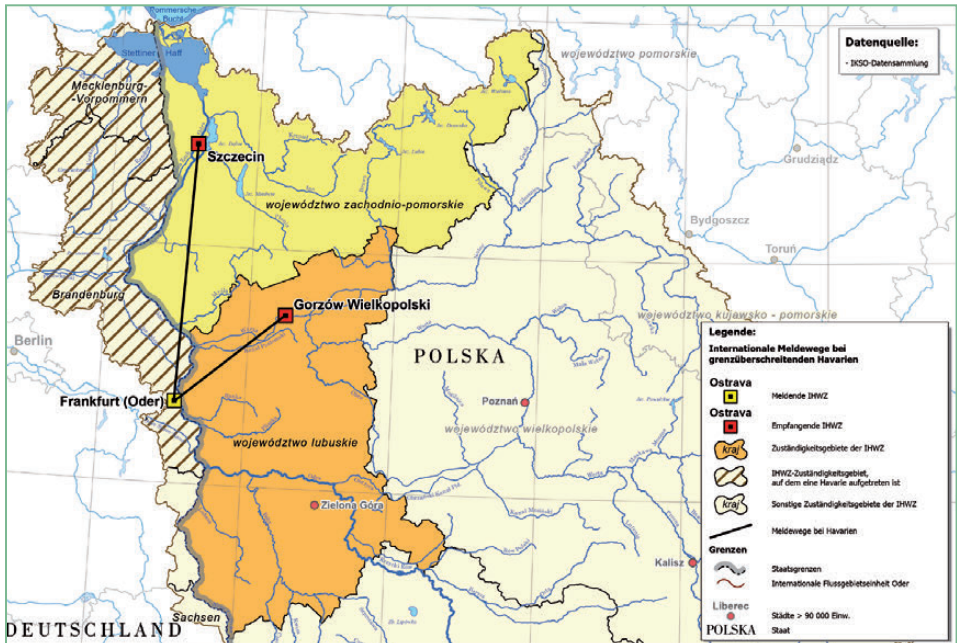 Pommersche
Bucht
Stettiner Haff
Mecklenburg-
Vorpommern
województwo pomorskie
Datenquelle:
- IKSO-Datensammlung
Szczecin
Grudziądz
województwo zachodnio-pomorskie
Bydgoszcz
Toruń
Brandenburg
Gorzów Wielkopolski
województwo kujawsko - pomorskie
Berlin
POLSKA
Frankfurt (Oder)
Poznań
województwo wielkopolskie
województwo lubuskie
Zielona Góra
Kalisz
Sachsen
DEUTSCHLAND
Legende:
Internationale Meldewege bei
grenzüberschreitenden Havarien
Ostrava
Meldende IHWZ
Ostrava
Empfangende IHWZ
kraj
Zuständigkeitsgebiete der IHWZ
IHWZ-Zuständigkeitsgebiet,
auf dem eine Havarie aufgetreten ist
kraj
Sonstige Zuständigkeitsgebiete der IHWZ
Meldewege bei Havarien
Grenzen
Staatsgrenzen
Internationale Flussgebietseinheit Oder
Liberec
Städte > 90 000 Einw.
POLSKA
Staat